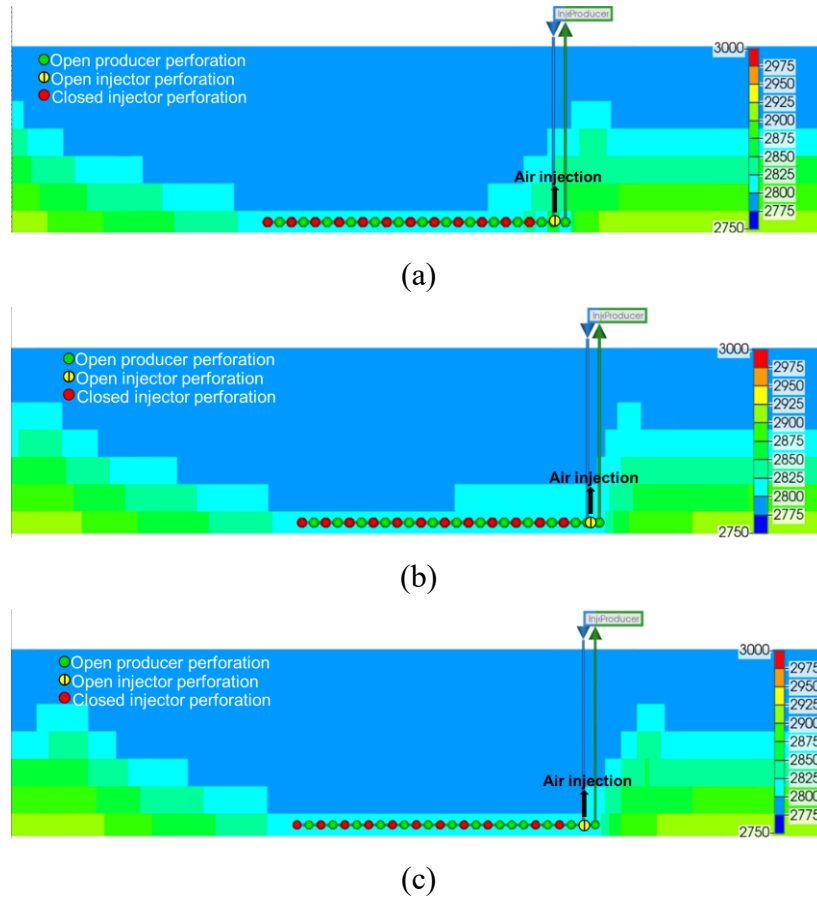 InjProducer
Open producer perforation
Open injector perforation
Closed injector perforation
Air injection
3000
2975
2950
2925
2900
2875
2850
2825
2800
2775
2750
(a)
InjProducer
Open producer perforation
Open injector perforation
Closed injector perforation
Air injection
3000
2975
2950
2925
2900
2875
2850
2825
2800
2775
2750
(b)
InjProducer
Open producer perforation
Open injector perforation
Closed injector perforation
Air injection
3000
2975
2950
2925
2900
2875
2850
2825
2800
2775
2750
(c)